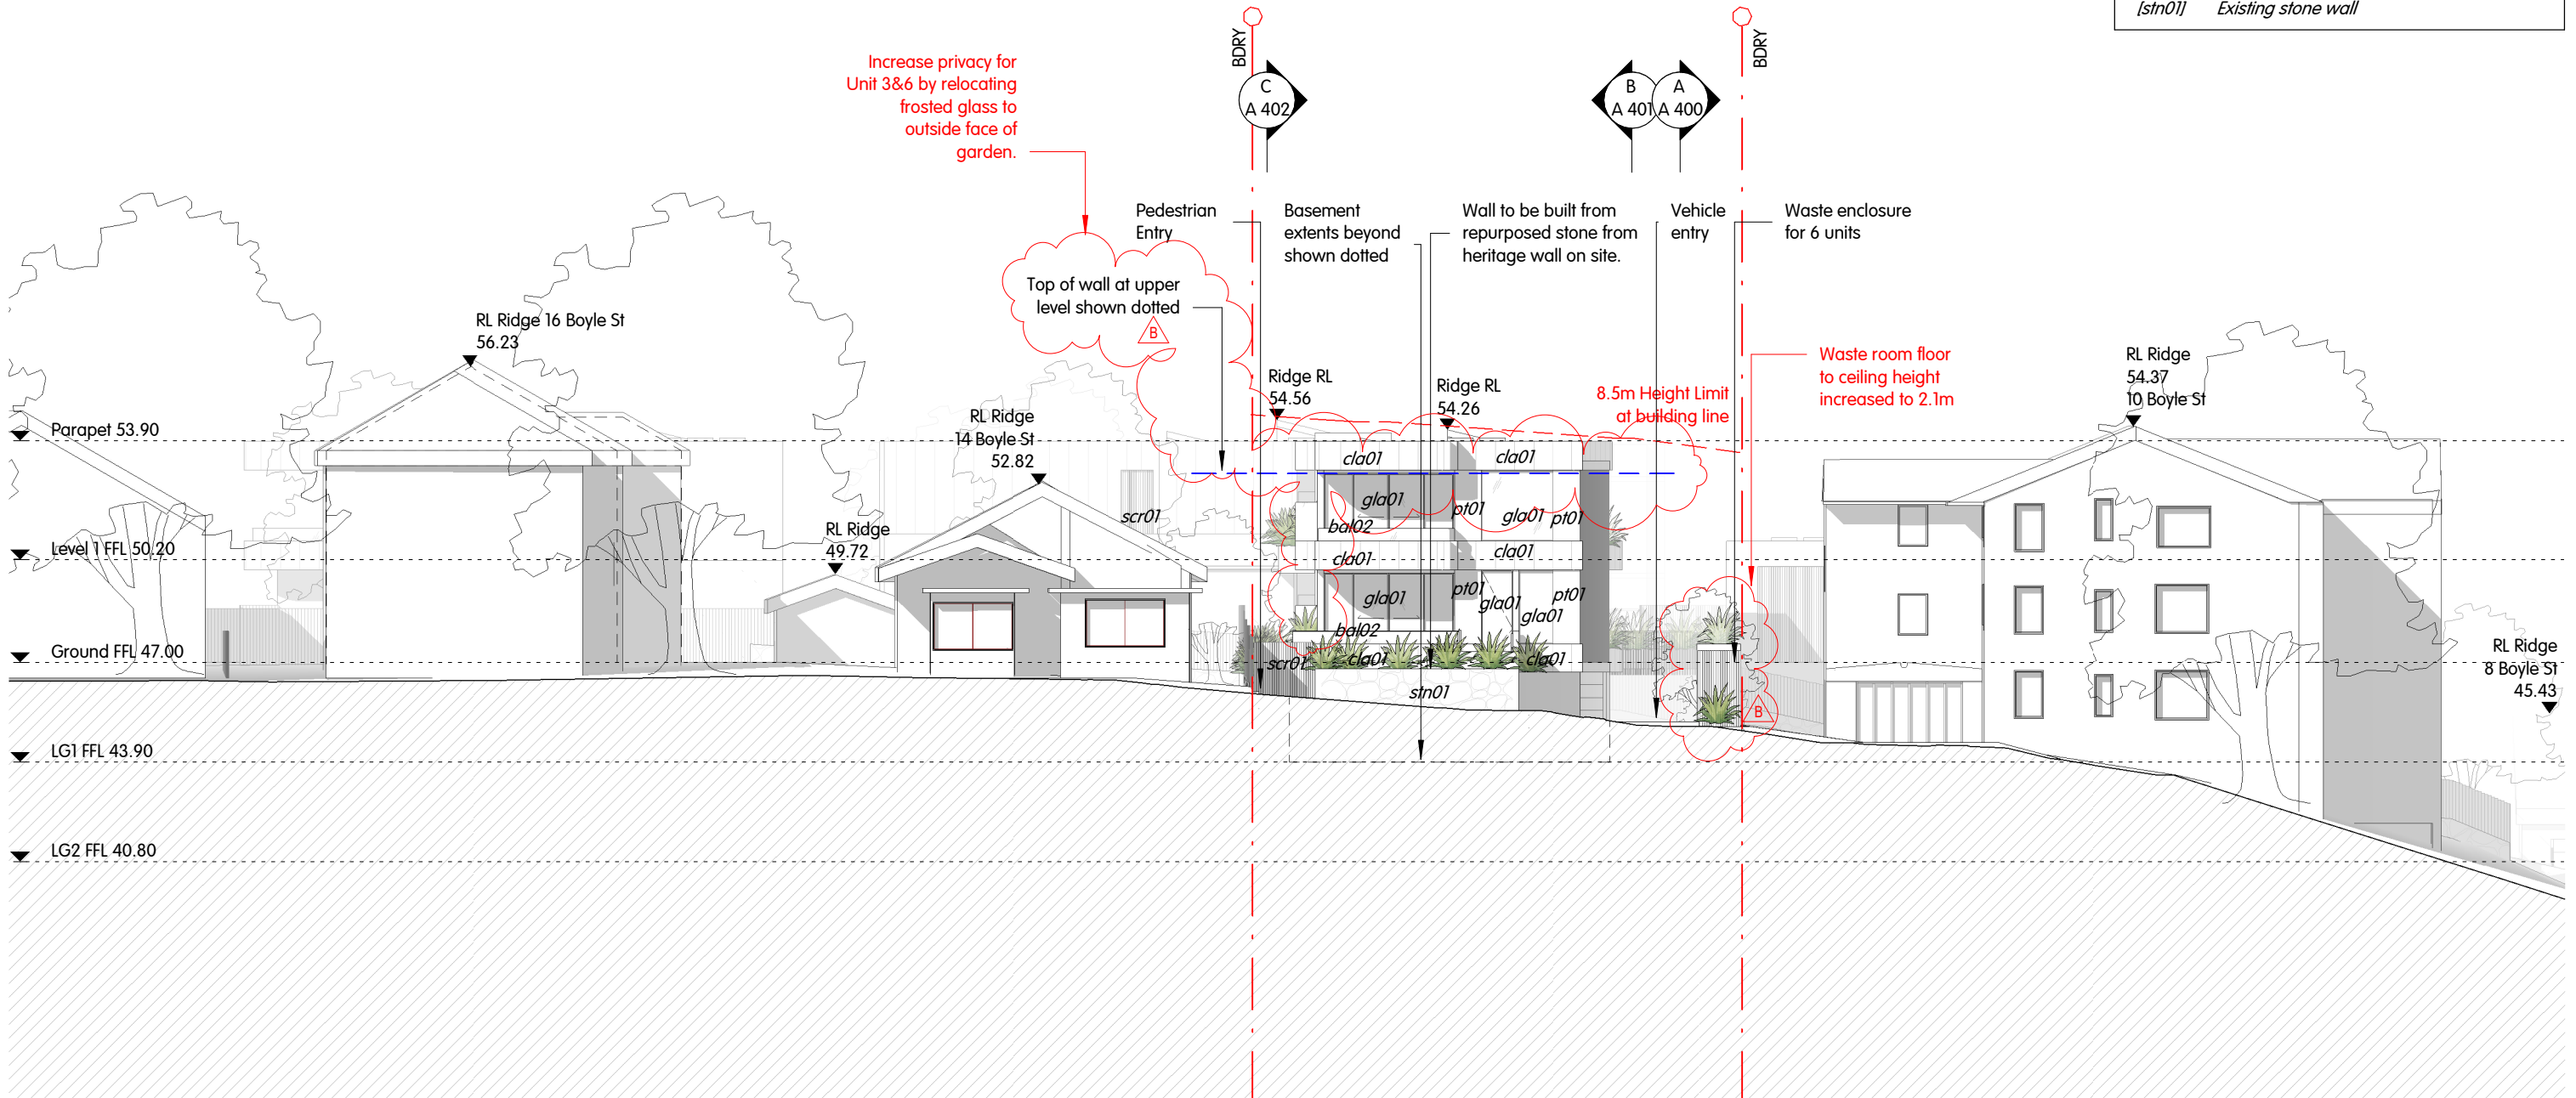 [stn01] Existing stone wall
BDRY
BDRY
Increase privacy for
Unit 3&6 by relocating
frosted glass to
outside face of
garden.
C
A 402
B
A 401
A
A 400
Pedestrian
Entry
Basement
extents beyond
shown dotted
Wall to be built from
repurposed stone from
heritage wall on site.
Vehicle
entry
Waste enclosure
for 6 units
Top of wall at upper
level shown dotted
B
RL Ridge 16 Boyle St
56.23
Waste room floor
to ceiling height
increased to 2.1m
RL Ridge
54.37
10 Boyle St
Ridge RL
54.56
Ridge RL
54.26
8.5m Height Limit
at building line
RL Ridge
14 Boyle St
52.82
Parapet 53.90
cla01
cla01
gla01
pt01
gla01
pt01
scr01
bal02
RL Ridge
49.72
Level 1 FFL 50.20
cla01
cla01
gla01
pt01
gla01
pt01
gla01
bal02
Ground FFL 47.00
scr01
cla01
cla01
stn01
RL Ridge
8 Boyle St
45.43
B
LG1 FFL 43.90
LG2 FFL 40.80